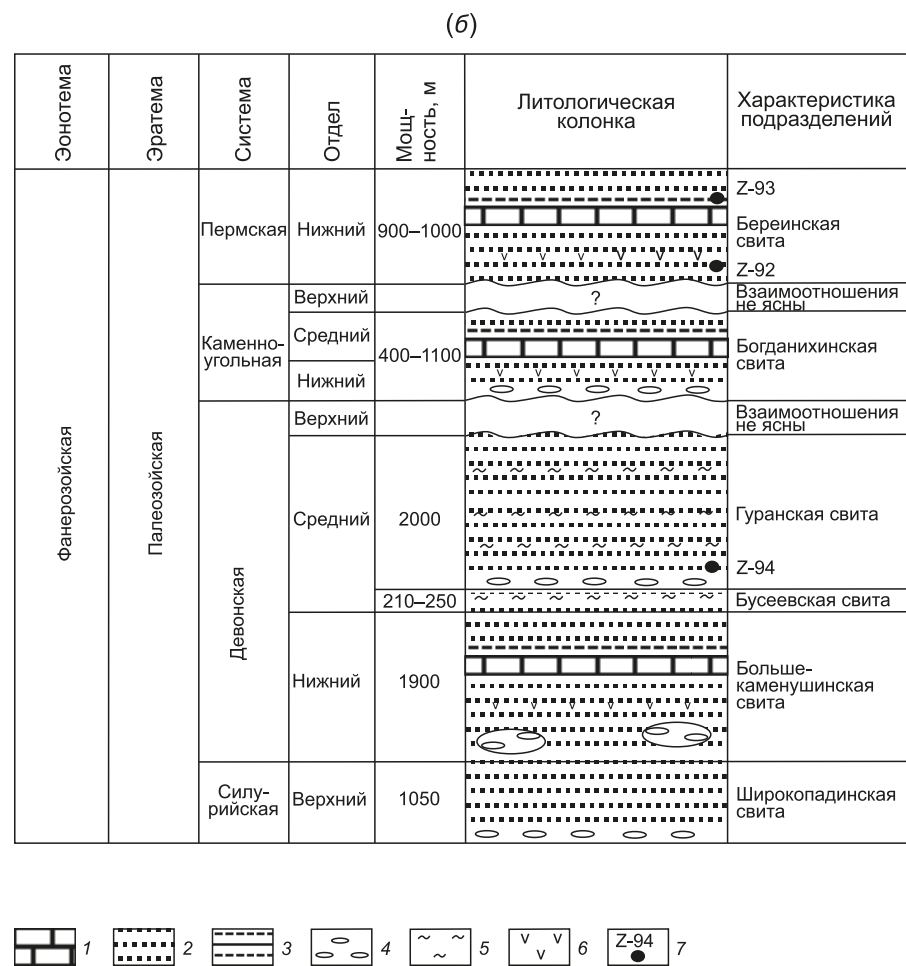 (б)
Эонотема
Эратема
Система
Отдел
Мощ-
ность, м
Литологическая
колонка
Характеристика
подразделений
Фанерозойская
Палеозойская
Пермская
Нижний
900–1000
Z-93
Береинская
свита
Z-92
Каменно-
угольная
Верхний
?
Взаимоотношения
не ясны
Средний
400–1100
Богданихинская
свита
Нижний
Девонская
Верхний
?
Взаимоотношения
не ясны
Средний
2000
Гуранская свита
Z-94
210–250
Бусеевская свита
Нижний
1900
Больше-
каменушинская
свита
Силу-
рийская
Верхний
1050
Широкопадинская
свита
1
2
3
4
5
6
Z-94
7